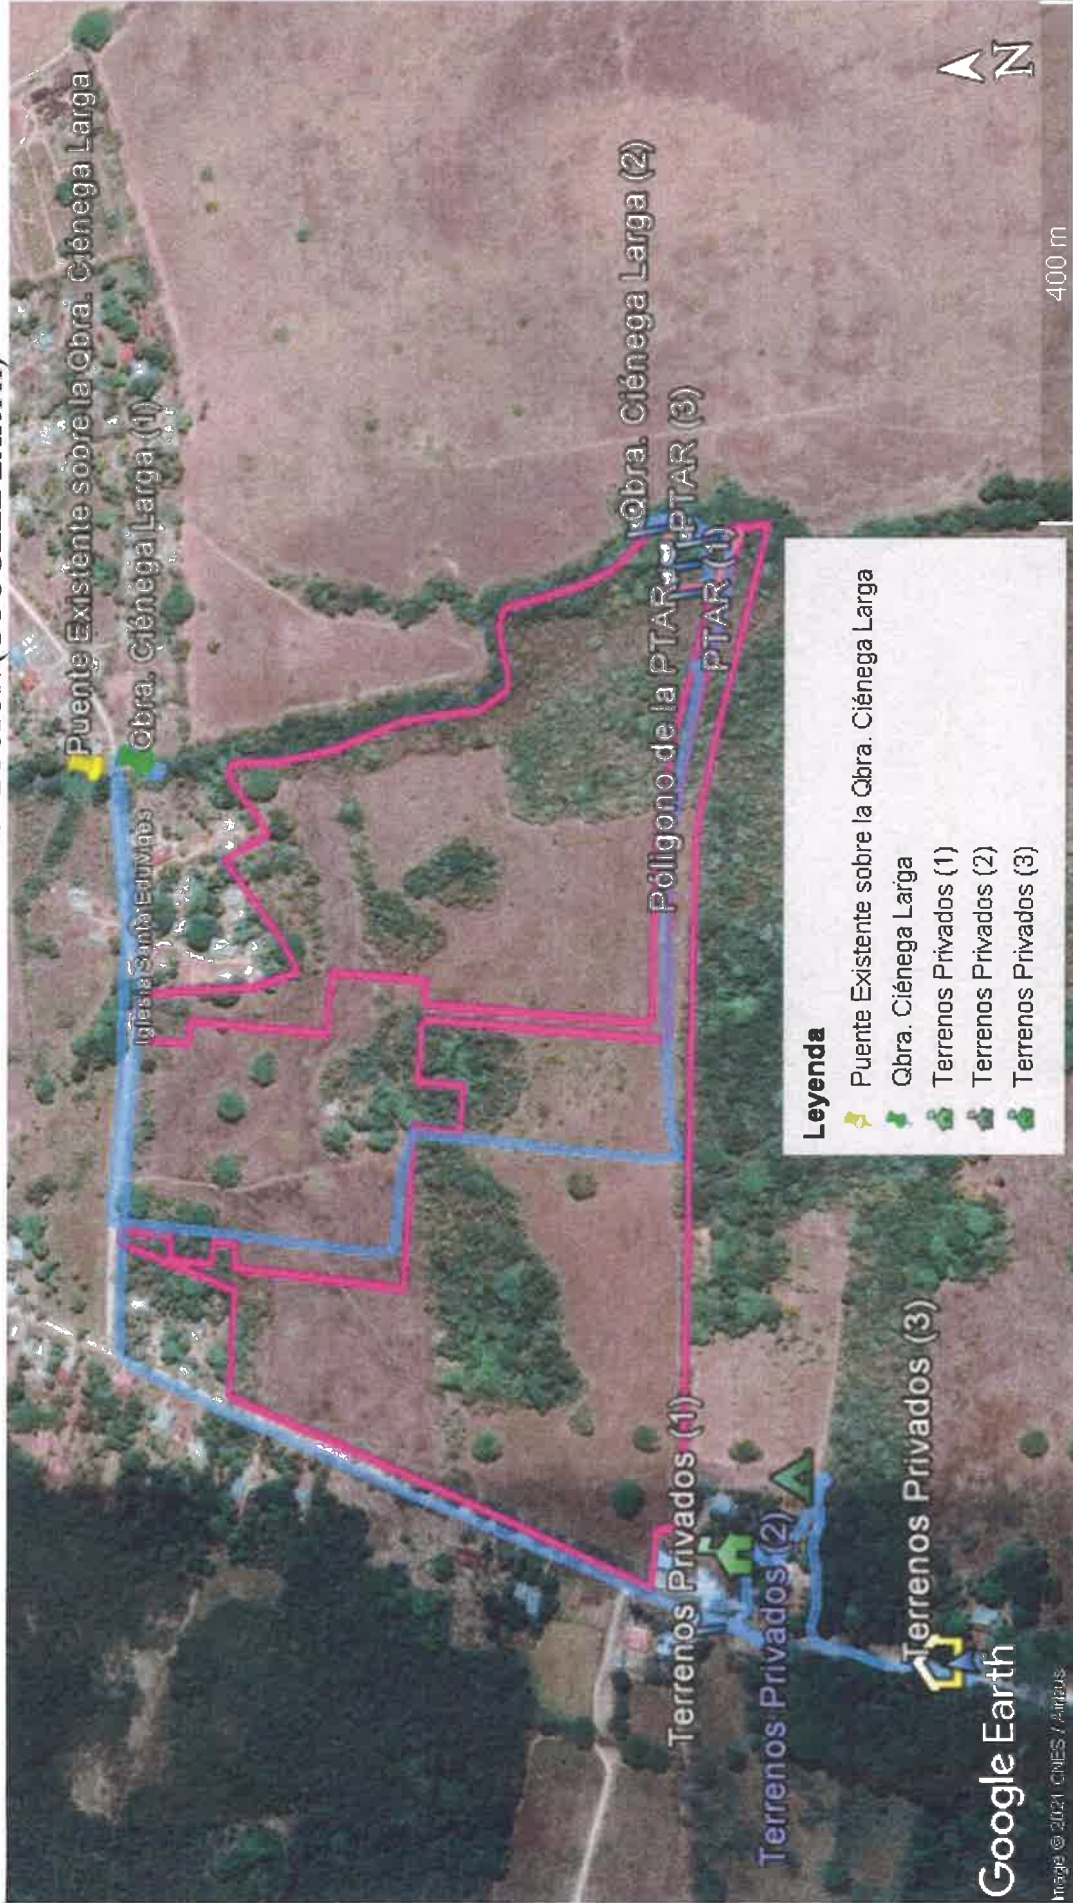 Puente Existente sobre la Qbra. Ciénega Larga
Qbra. Ciénega Larga (1)
Iglesia Santa Eduviges
Qbra. Ciénega Larga (2)
PTAR (3)
Póligono de la PTAR
PTAR (1)
Terrenos Privados (1)
Terrenos Privados (2)
Terrenos Privados (3)
Leyenda
Puente Existente sobre la Qbra. Ciénega Larga
Qbra. Ciénega Larga
Terrenos Privados (1)
Terrenos Privados (2)
Terrenos Privados (3)
N
400 m
Google Earth
Image © 2021 CNES / Airbus